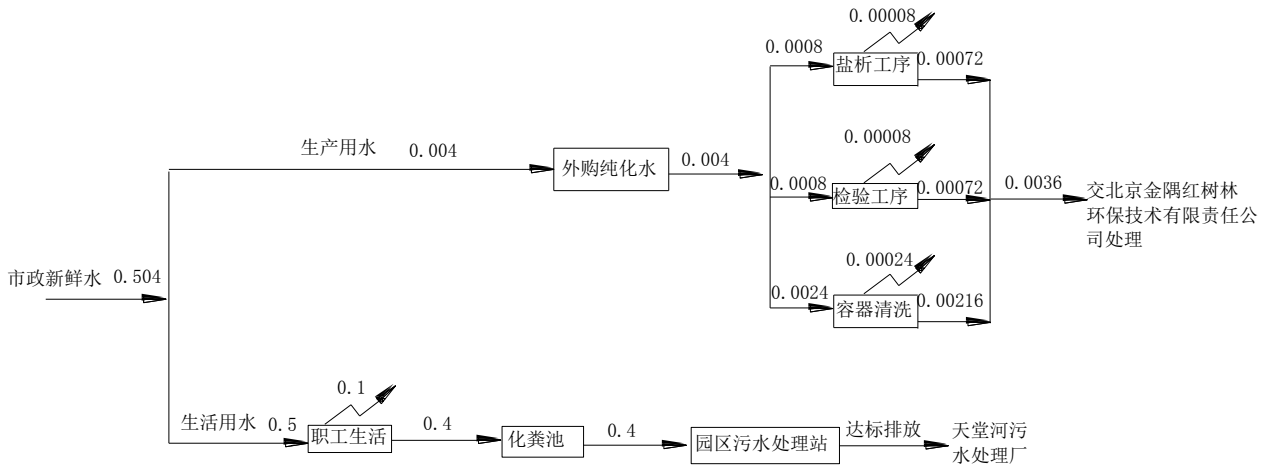 0.00008
0.0008
盐析工序
0.00072
生产用水
0.004
外购纯化水
0.004
0.00008
0.0008
检验工序
0.00072
0.0036
交北京金隅红树林
环保技术有限责任公
司处理
市政新鲜水
0.504
0.00024
0.0024
容器清洗
0.00216
0.1
生活用水
0.5
职工生活
0.4
化粪池
0.4
园区污水处理站
达标排放
天堂河污
水处理厂